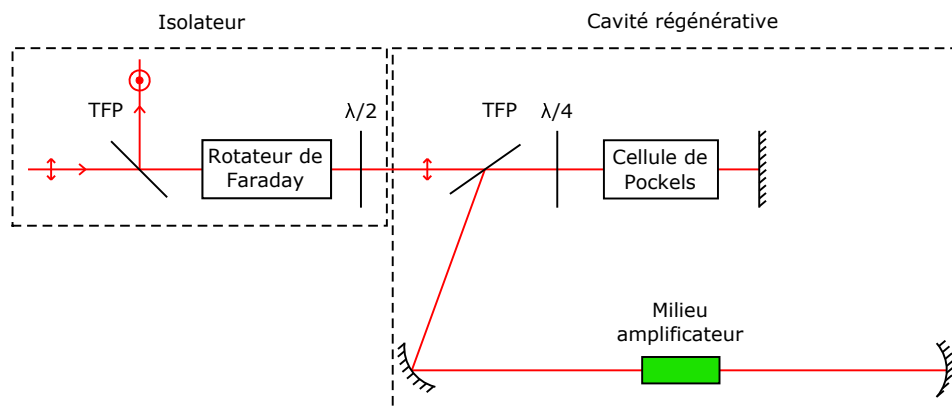 Isolateur
Cavité régénérative
TFP
λ/2
TFP
λ/4
Rotateur de
Faraday
Cellule de
Pockels
Milieu
amplificateur